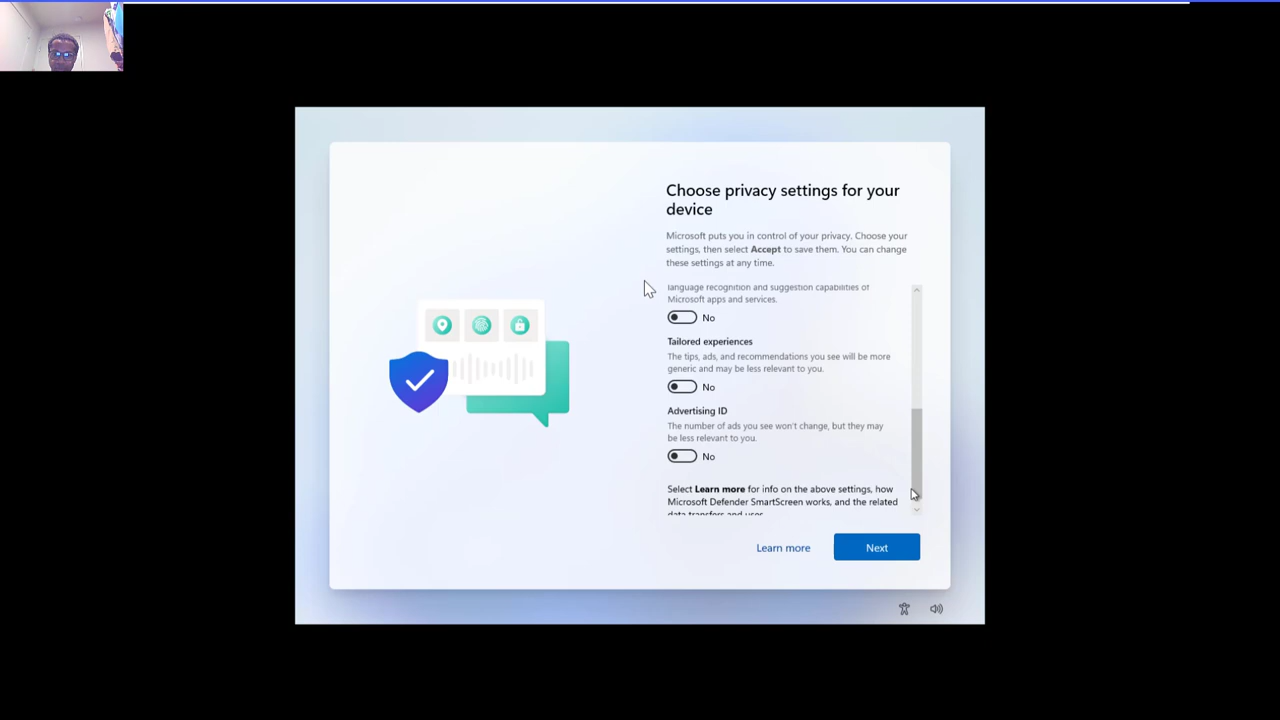 Choose privacy settings for your
device
Microsoft puts you in control of your privacy. Choose your
settings, then select Accept to save them. You can change
these settings at any time.
language recognition and suggestion capabilities of
Microsoft apps and services.
No
Tailored experiences
The tips, ads, and recommendations you see will be more
generic and may be less relevant to you.
No
Advertising ID
The number of ads you see won't change, but they may
be less relevant to you.
No
Select Learn more for info on the above settings, how
Microsoft Defender SmartScreen works, and the related
data transfers and uses.
Learn more
Next